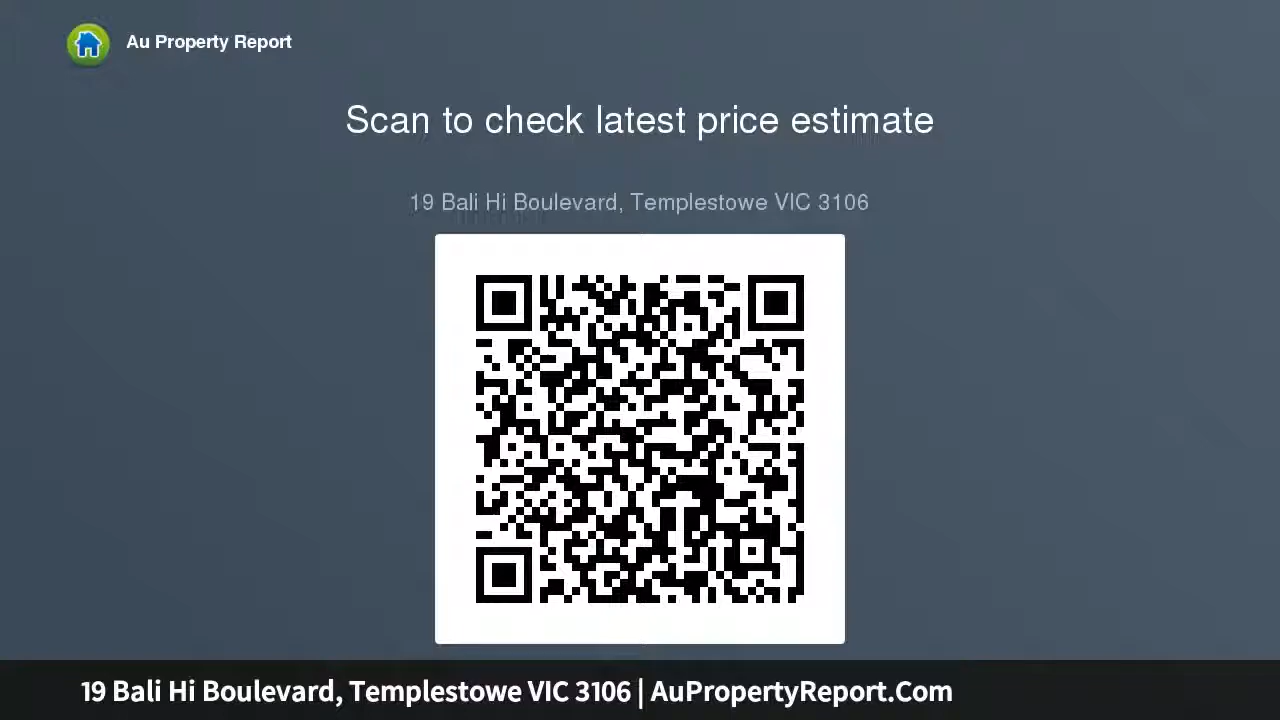 Au Property Report
Scan to check latest price estimate
19 Bali Hi Boulevard, Templestowe VIC 3106
19 Bali Hi Boulevard, Templestowe VIC 3106 | AuPropertyReport.Com